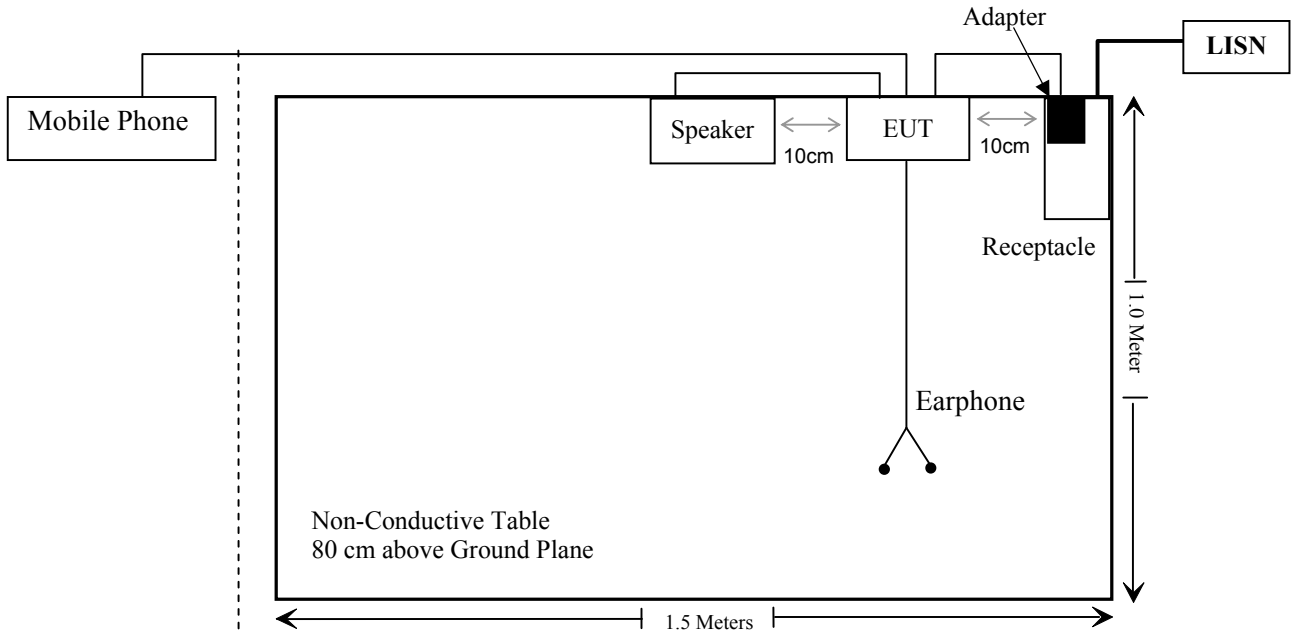 Adapter
LISN
Mobile Phone
Speaker
EUT
10cm
10cm
Receptacle
1.0 Meter
Earphone
Non-Conductive Table
80 cm above Ground Plane
1.5 Meters